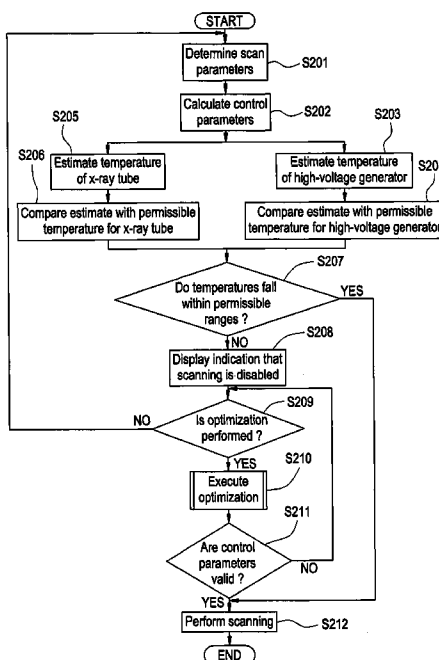 START
Determine scan
parameters
S201
Calculate control
parameters
S202
S205
S203
S206
Estimate temperature
of x-ray tube
Estimate temperature
of high-voltage generator
S20
Compare estimate with permissible
temperature for x-ray tube
Compare estimate with permissible
temperature for high-voltage generator
S207
Do temperatures fall
within permissible
ranges ?
YES
NO
S208
Display indication that
scanning is disabled
S209
NO
Is optimization
performed ?
YES
S210
Execute
optimization
S211
Are control
parameters
valid ?
NO
YES
Perform scanning
S212
END